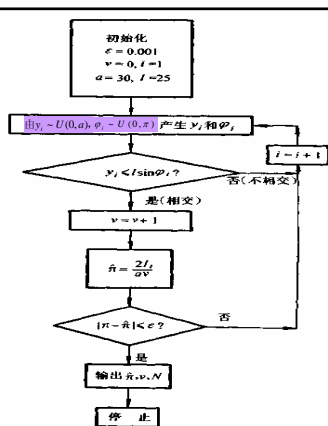 初始化
ε = 0.001
ν = 0, i = 1
a = 30, l = 25
由y_i ~ U(0,a), φ_i ~ U(0,π) 产生 y_i 和 φ_i
i = i + 1
y_i ≤ l sinφ_i ?
否(不相交)
是(相交)
ν = ν + 1
π̂ = 2l_i / aν
否
|π - π̂| ≤ ε ?
是
输出 π̂, ν, N
停 止